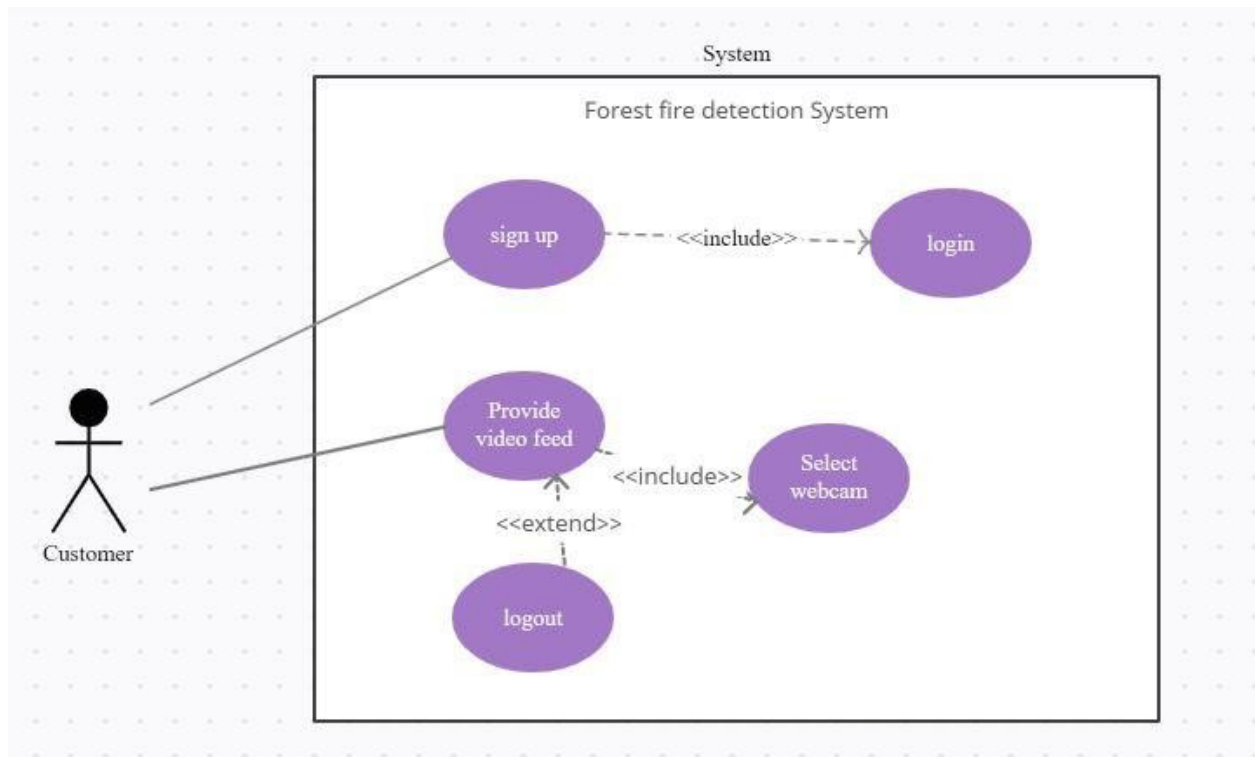 System
Forest fire detection System
sign up
<<include>>
login
Provide
video feed
<<include>>
Select
webcam
<<extend>>
logout
Customer